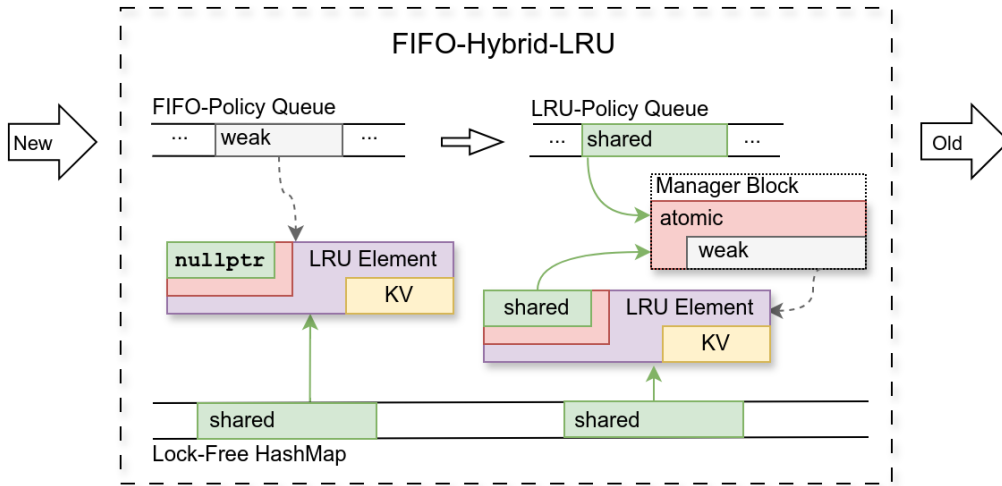 FIFO-Hybrid-LRU
New
FIFO-Policy Queue
... weak ...
LRU-Policy Queue
... shared ...
Old
Manager Block
atomic
weak
nullptr
LRU Element
KV
shared
LRU Element
KV
shared
shared
Lock-Free HashMap